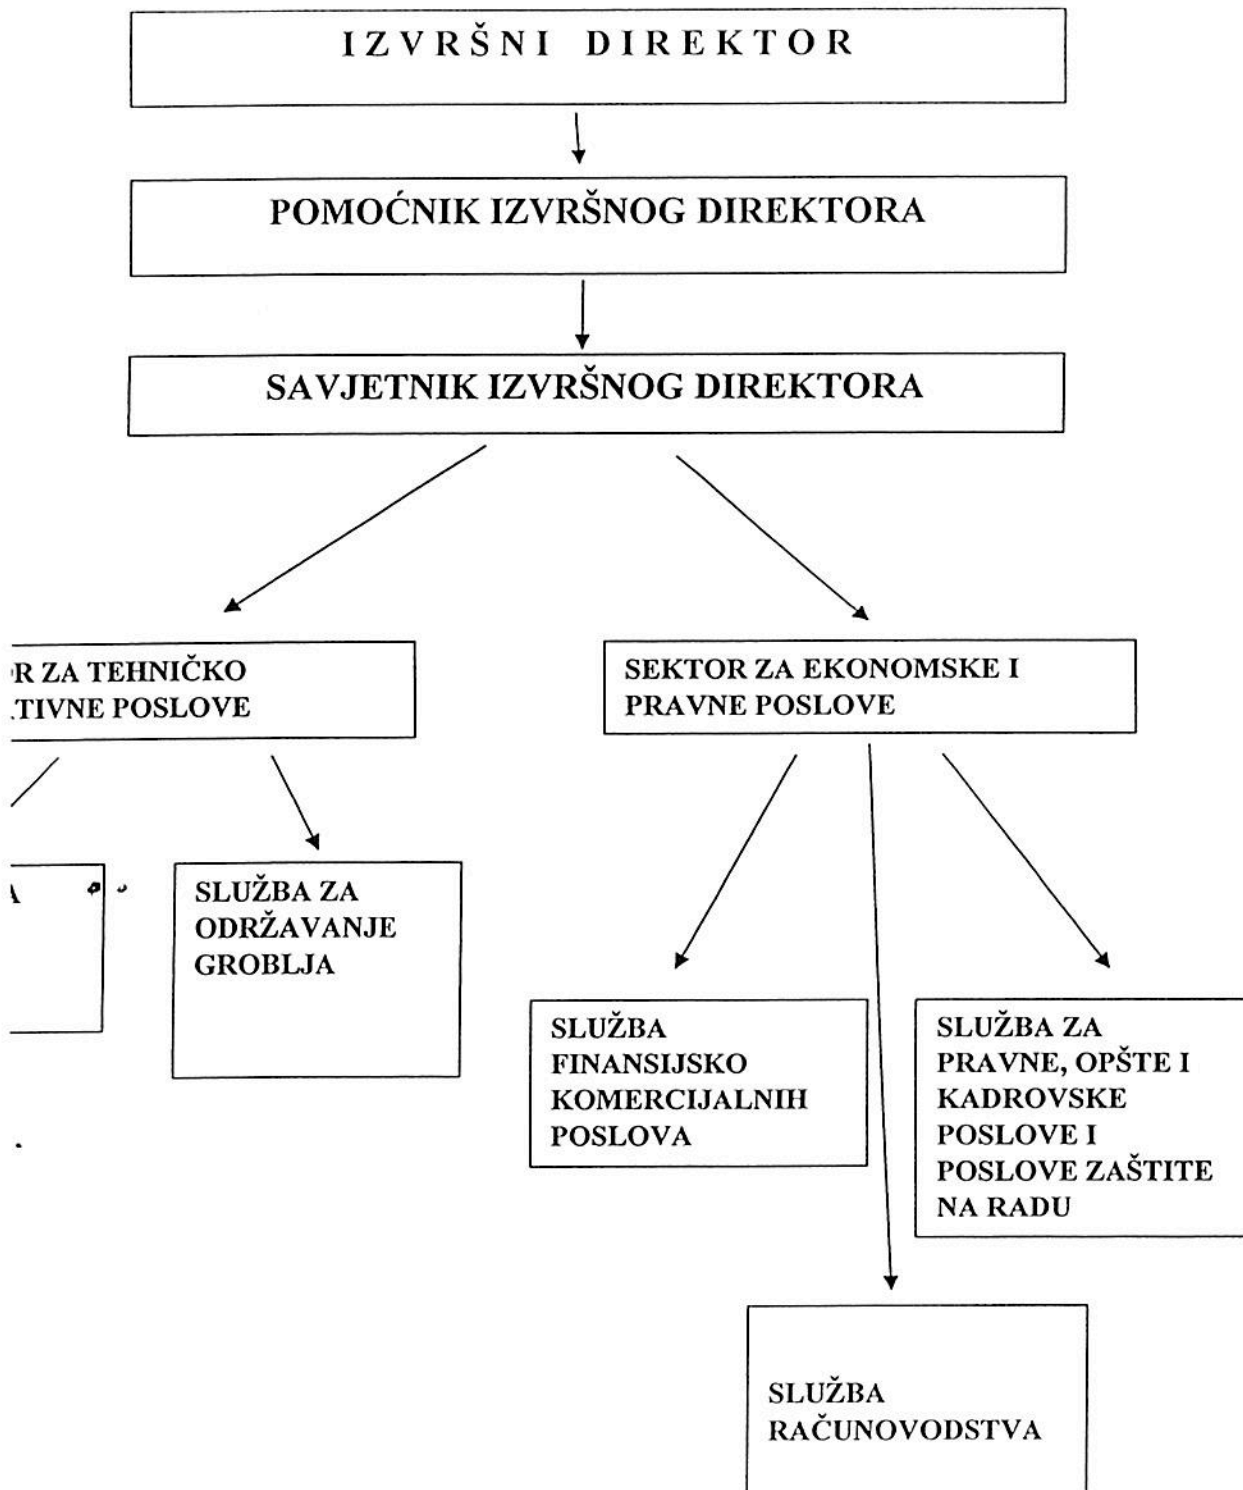 IZVRŠNI DIREKTOR
POMOĆNIK IZVRŠNOG DIREKTORA
SAVJETNIK IZVRŠNOG DIREKTORA
ZA TEHNIČKO
POSLOVE
SEKTOR ZA EKONOMSKE I
PRAVNE POSLOVE
SLUŽBA ZA
ODRŽAVANJE
GROBLJA
SLUŽBA
FINANSIJSKO
KOMERCIJALNIH
POSLOVA
SLUŽBA ZA
PRAVNE, OPŠTE I
KADROVSKE
POSLOVE I
POSLOVE ZAŠTITE
NA RADU
SLUŽBA
RAČUNOVODSTVA